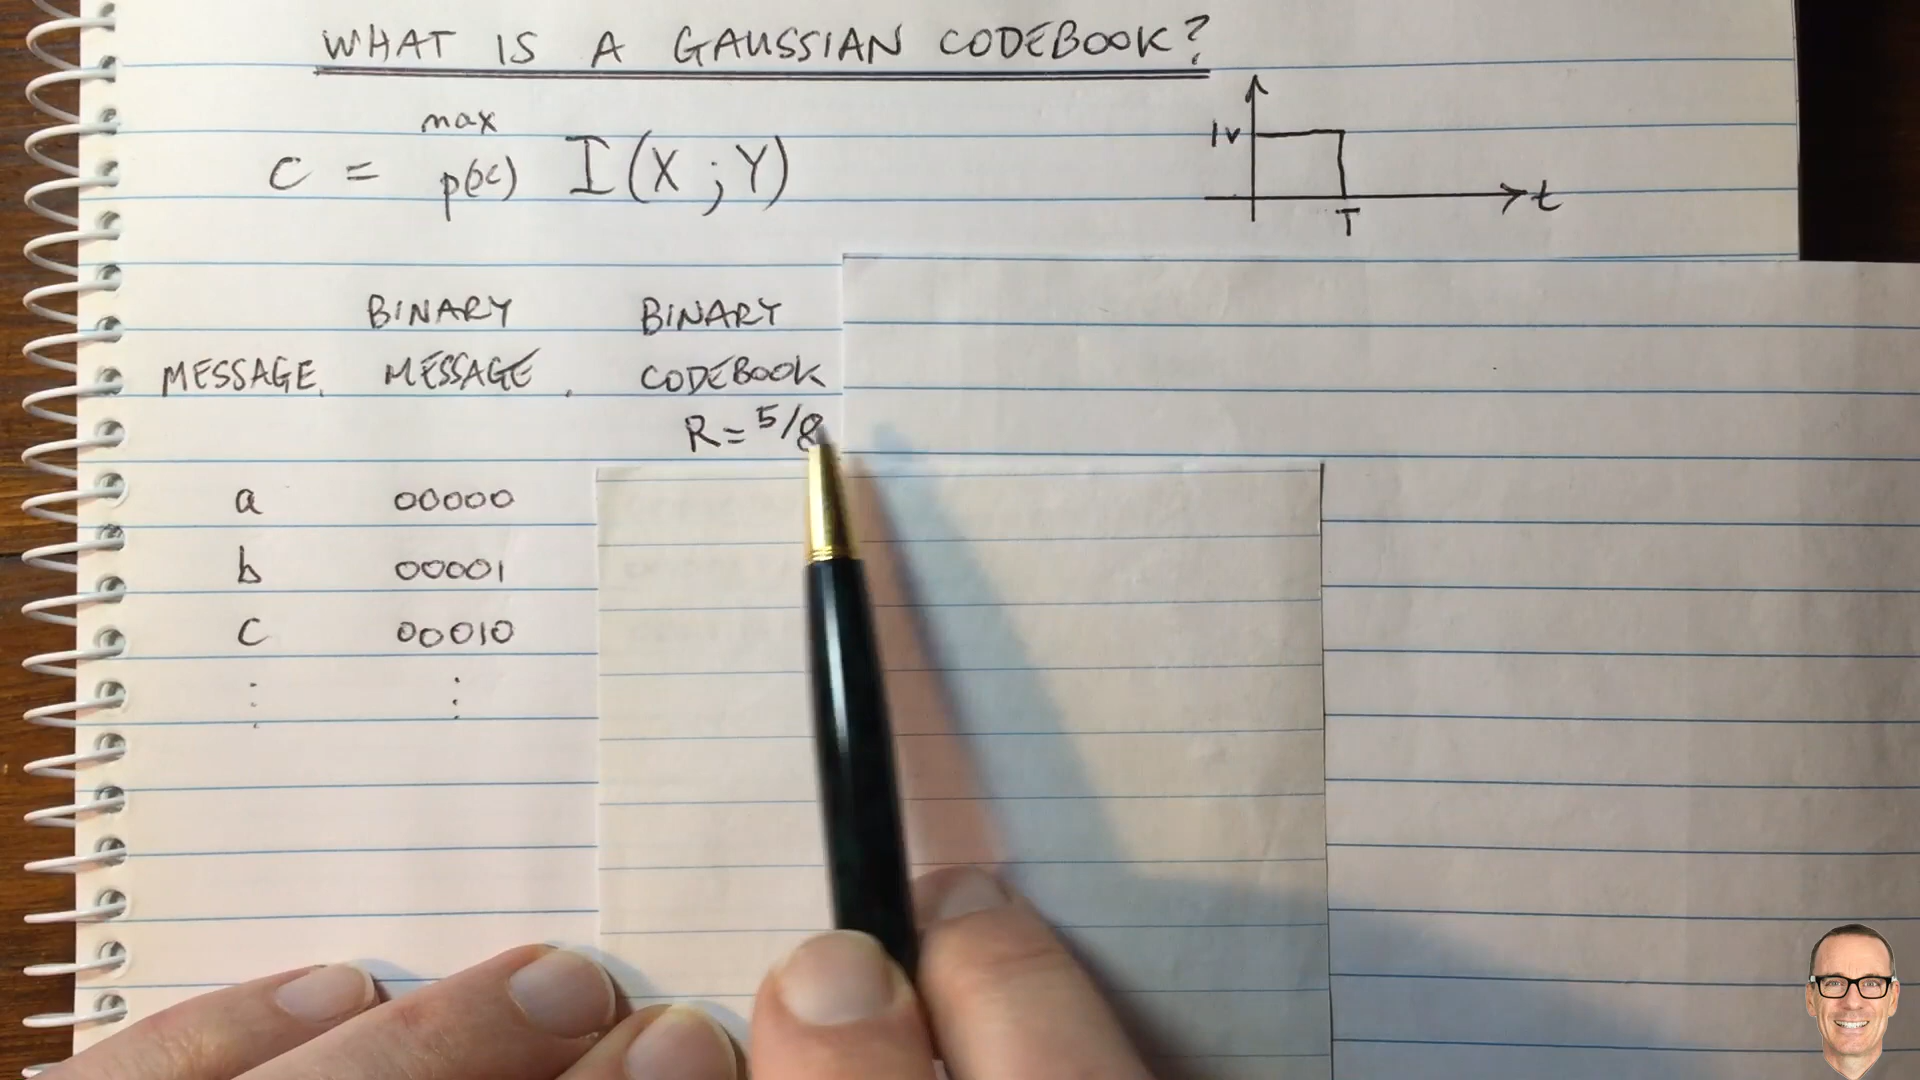 WHAT IS A GAUSSIAN CODEBOOK?
max
C = p(x) I(X;Y)
1v
t
T
BINARY BINARY
MESSAGE. MESSAGE. CODEBOOK
R = 5/8
a 00000
b 00001
c 00010
⋮ ⋮